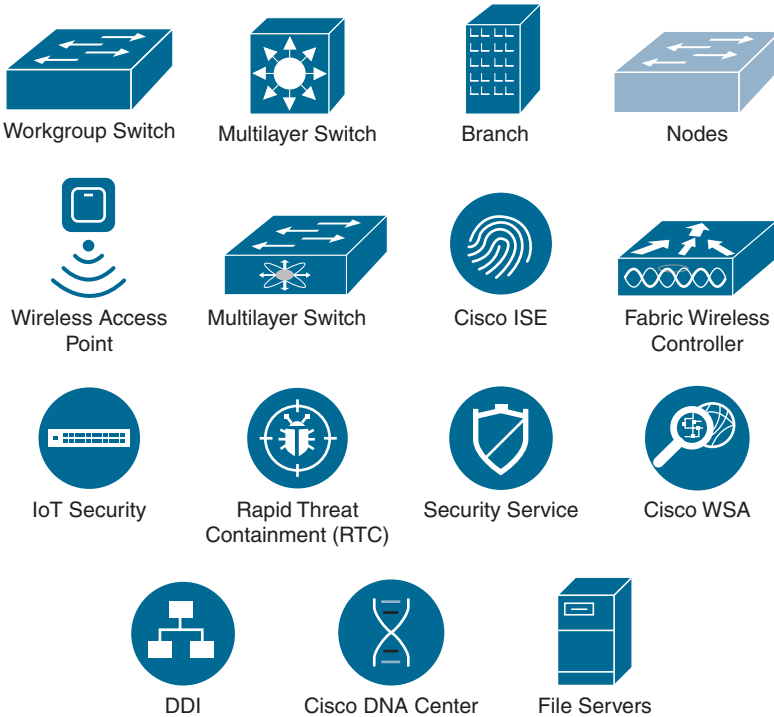 Workgroup Switch
Multilayer Switch
Branch
Nodes
Wireless Access
Point
Multilayer Switch
Cisco ISE
Fabric Wireless
Controller
IoT Security
Rapid Threat
Containment (RTC)
Security Service
Cisco WSA
DDI
Cisco DNA Center
File Servers